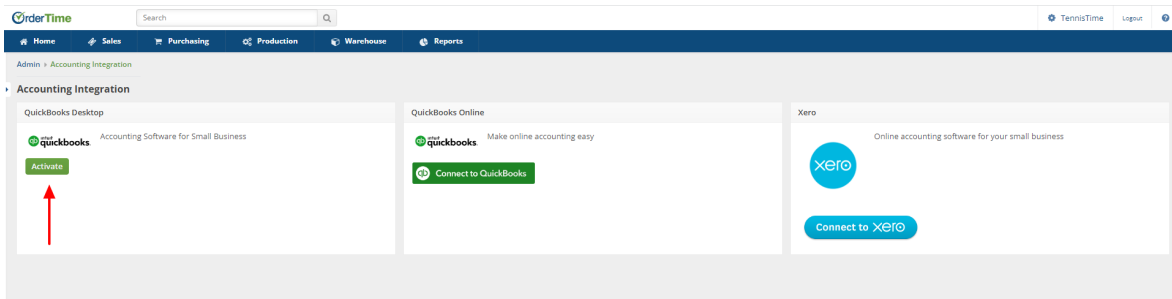 OrderTime
Search
TennisTime
Logout
Home
Sales
Purchasing
Production
Warehouse
Reports
Admin › Accounting Integration
Accounting Integration
QuickBooks Desktop
intuit quickbooks.
Accounting Software for Small Business
Activate
QuickBooks Online
intuit quickbooks.
Make online accounting easy
qb Connect to QuickBooks
Xero
Online accounting software for your small business
xero
Connect to xero